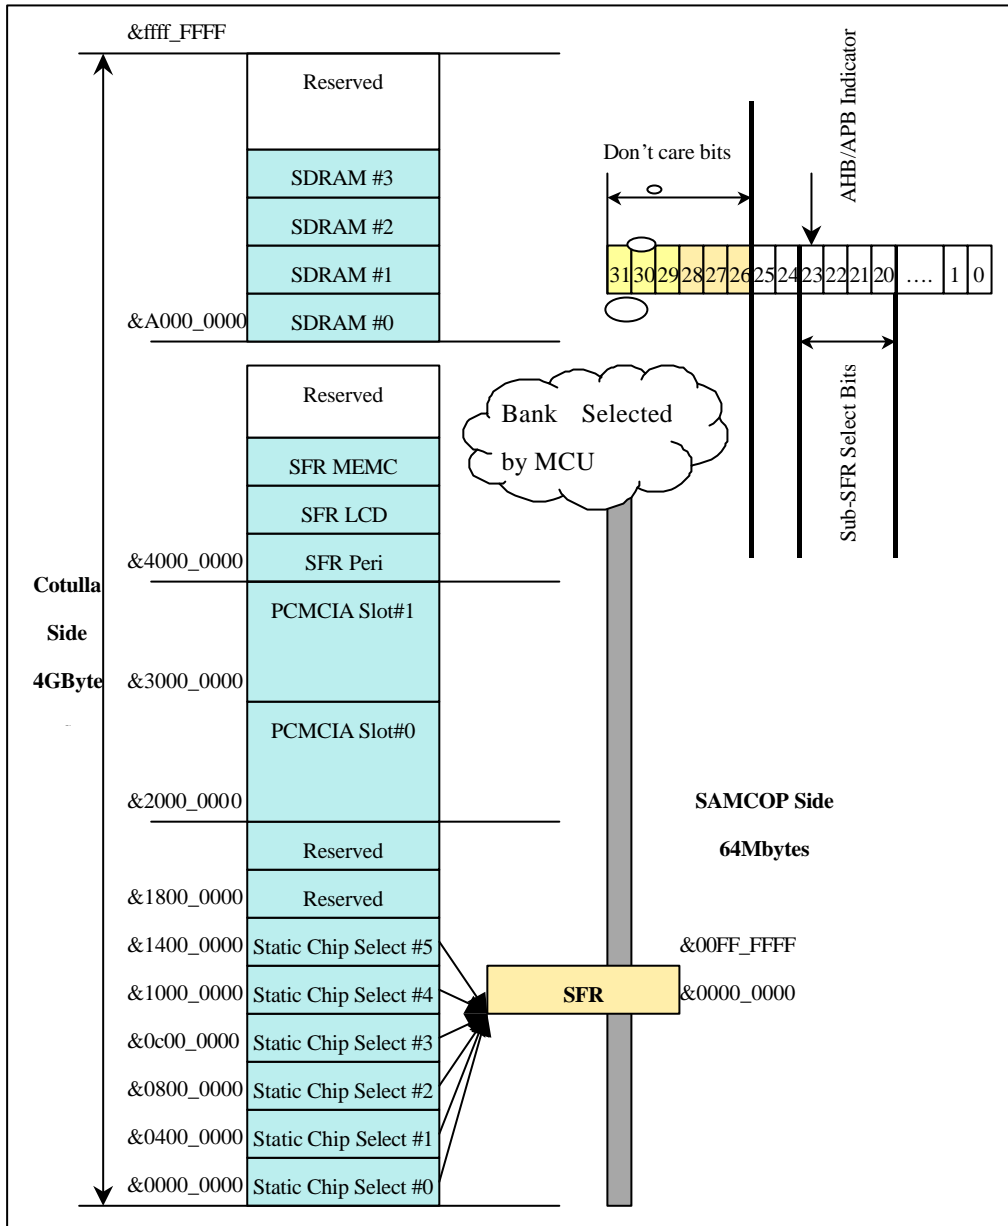 &ffff_FFFF
Reserved
SDRAM #3
SDRAM #2
SDRAM #1
&A000_0000 SDRAM #0
Reserved
SFR MEMC
SFR LCD
&4000_0000 SFR Peri
PCMCIA Slot#1
&3000_0000
PCMCIA Slot#0
&2000_0000
Reserved
&1800_0000 Reserved
&1400_0000 Static Chip Select #5
&1000_0000 Static Chip Select #4
&0c00_0000 Static Chip Select #3
&0800_0000 Static Chip Select #2
&0400_0000 Static Chip Select #1
&0000_0000 Static Chip Select #0
Cotulla
Side
4GByte
Don't care bits
AHB/APB Indicator
31 30 29 28 27 26 25 24 23 22 21 20 .... 1 0
Sub-SFR Select Bits
Bank Selected
by MCU
SAMCOP Side
64Mbytes
&00FF_FFFF
SFR &0000_0000